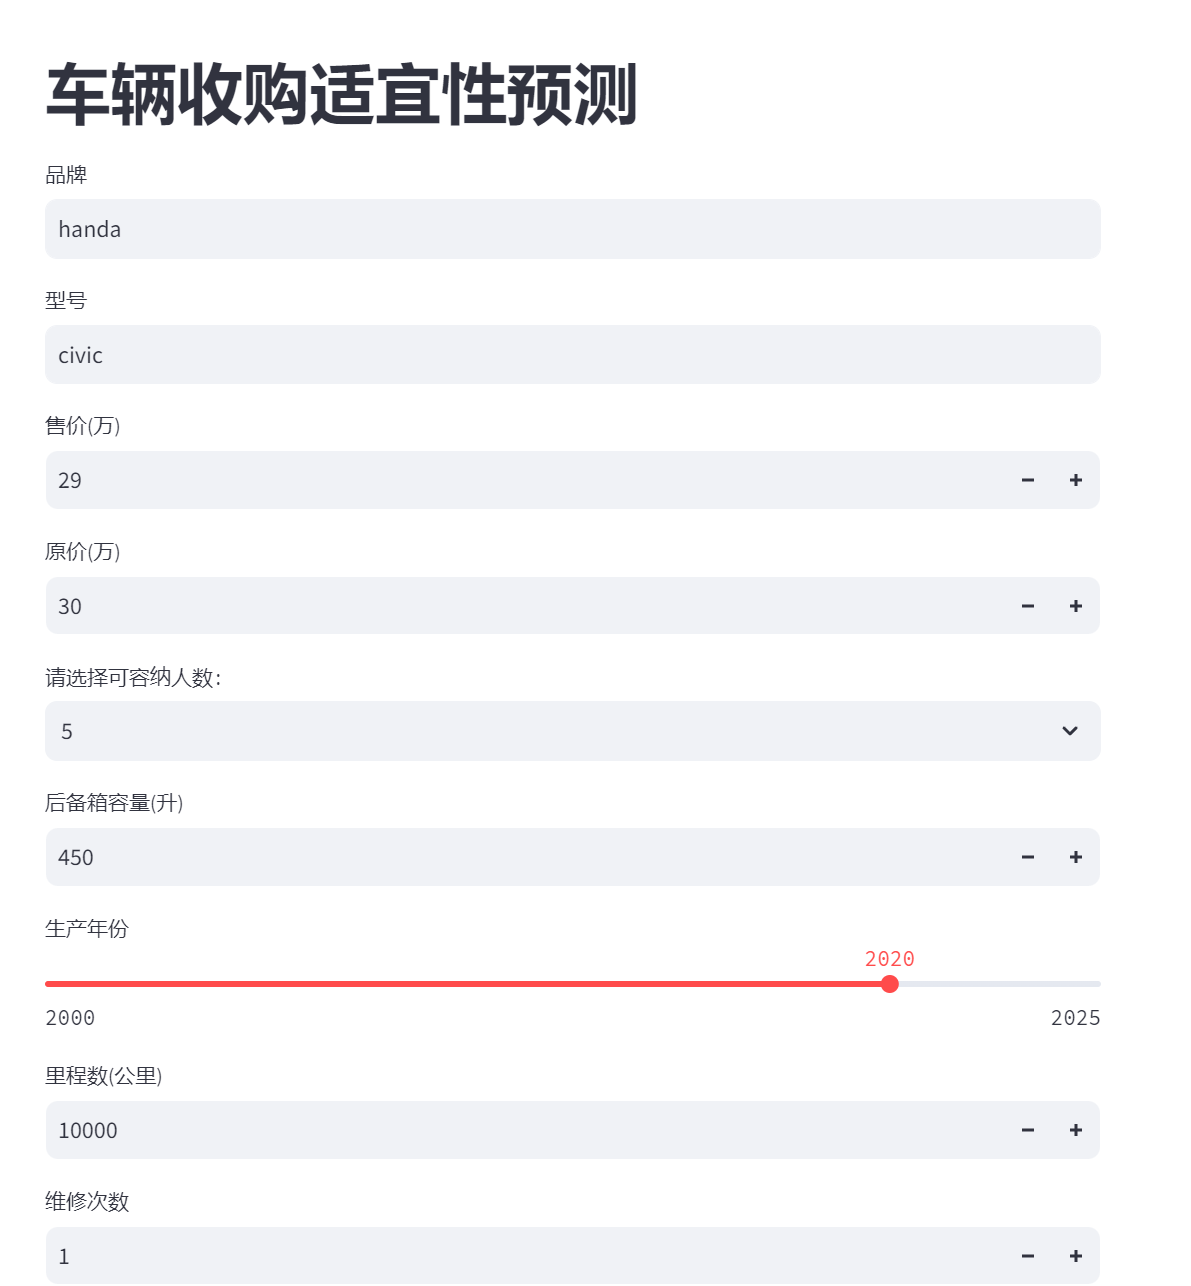 车辆收购适宜性预测
品牌
handa
型号
civic
售价(万)
29
原价(万)
30
请选择可容纳人数:
5
后备箱容量(升)
450
生产年份
2020
2000 2025
里程数(公里)
10000
维修次数
1